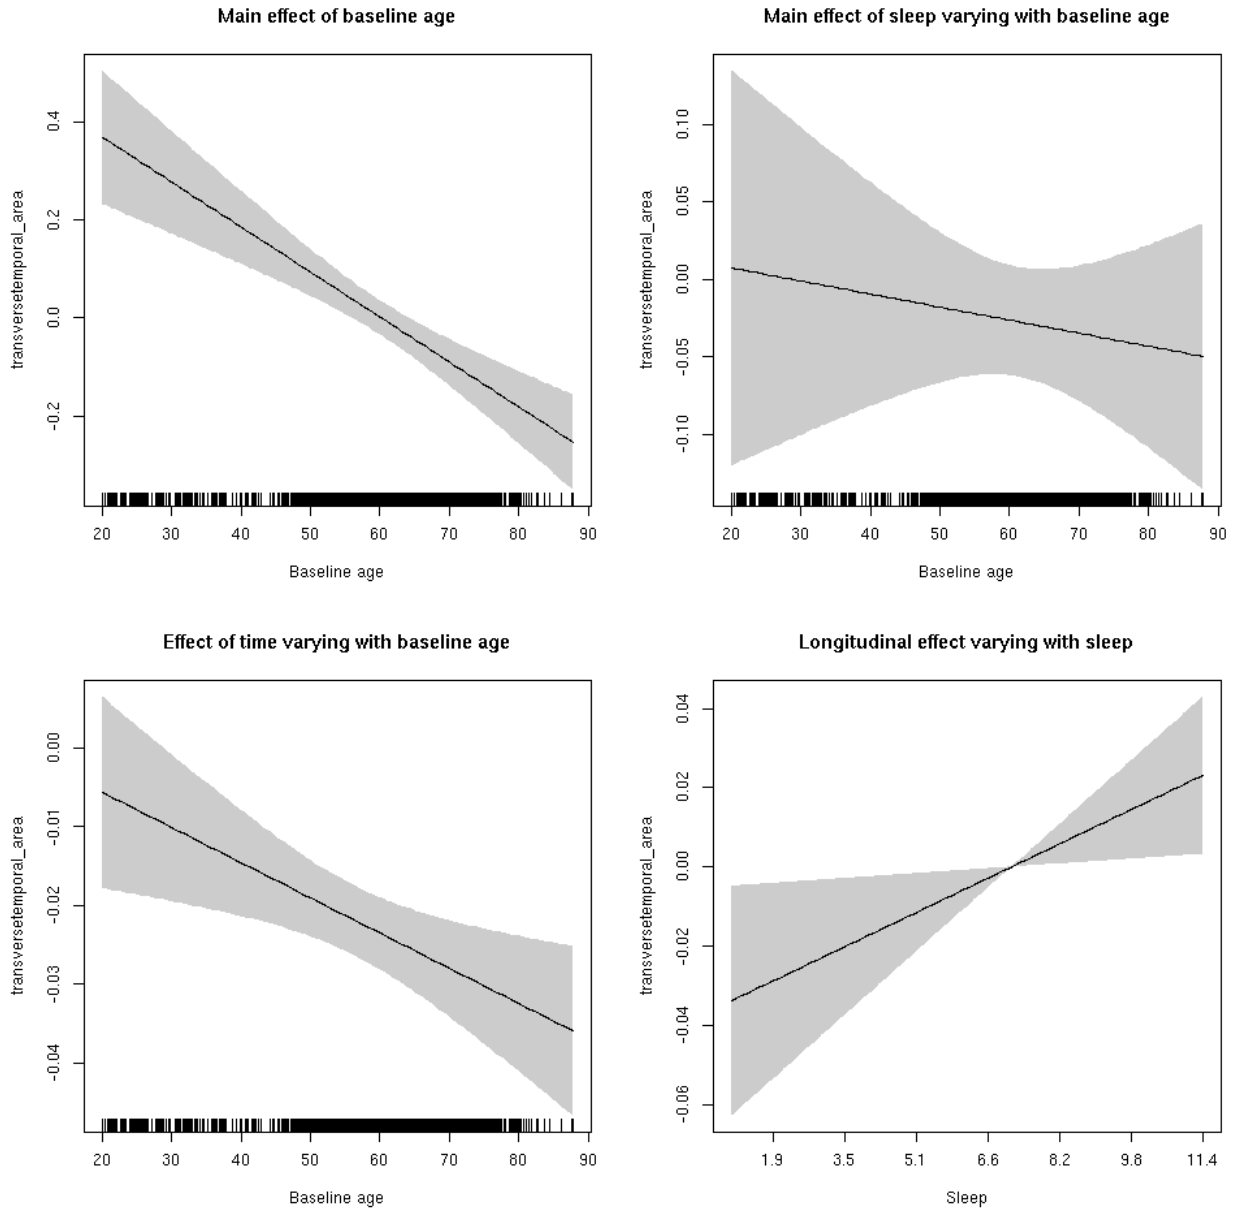 Main effect of baseline age
transversetemporal_area
0.4
0.2
0.0
-0.2
20 30 40 50 60 70 80 90
Baseline age
Main effect of sleep varying with baseline age
transversetemporal_area
0.10
0.05
0.00
-0.05
-0.10
20 30 40 50 60 70 80 90
Baseline age
Effect of time varying with baseline age
transversetemporal_area
0.00
-0.01
-0.02
-0.03
-0.04
20 30 40 50 60 70 80 90
Baseline age
Longitudinal effect varying with sleep
transversetemporal_area
0.04
0.02
0.00
-0.02
-0.04
-0.06
1.9 3.5 5.1 6.6 8.2 9.8 11.4
Sleep